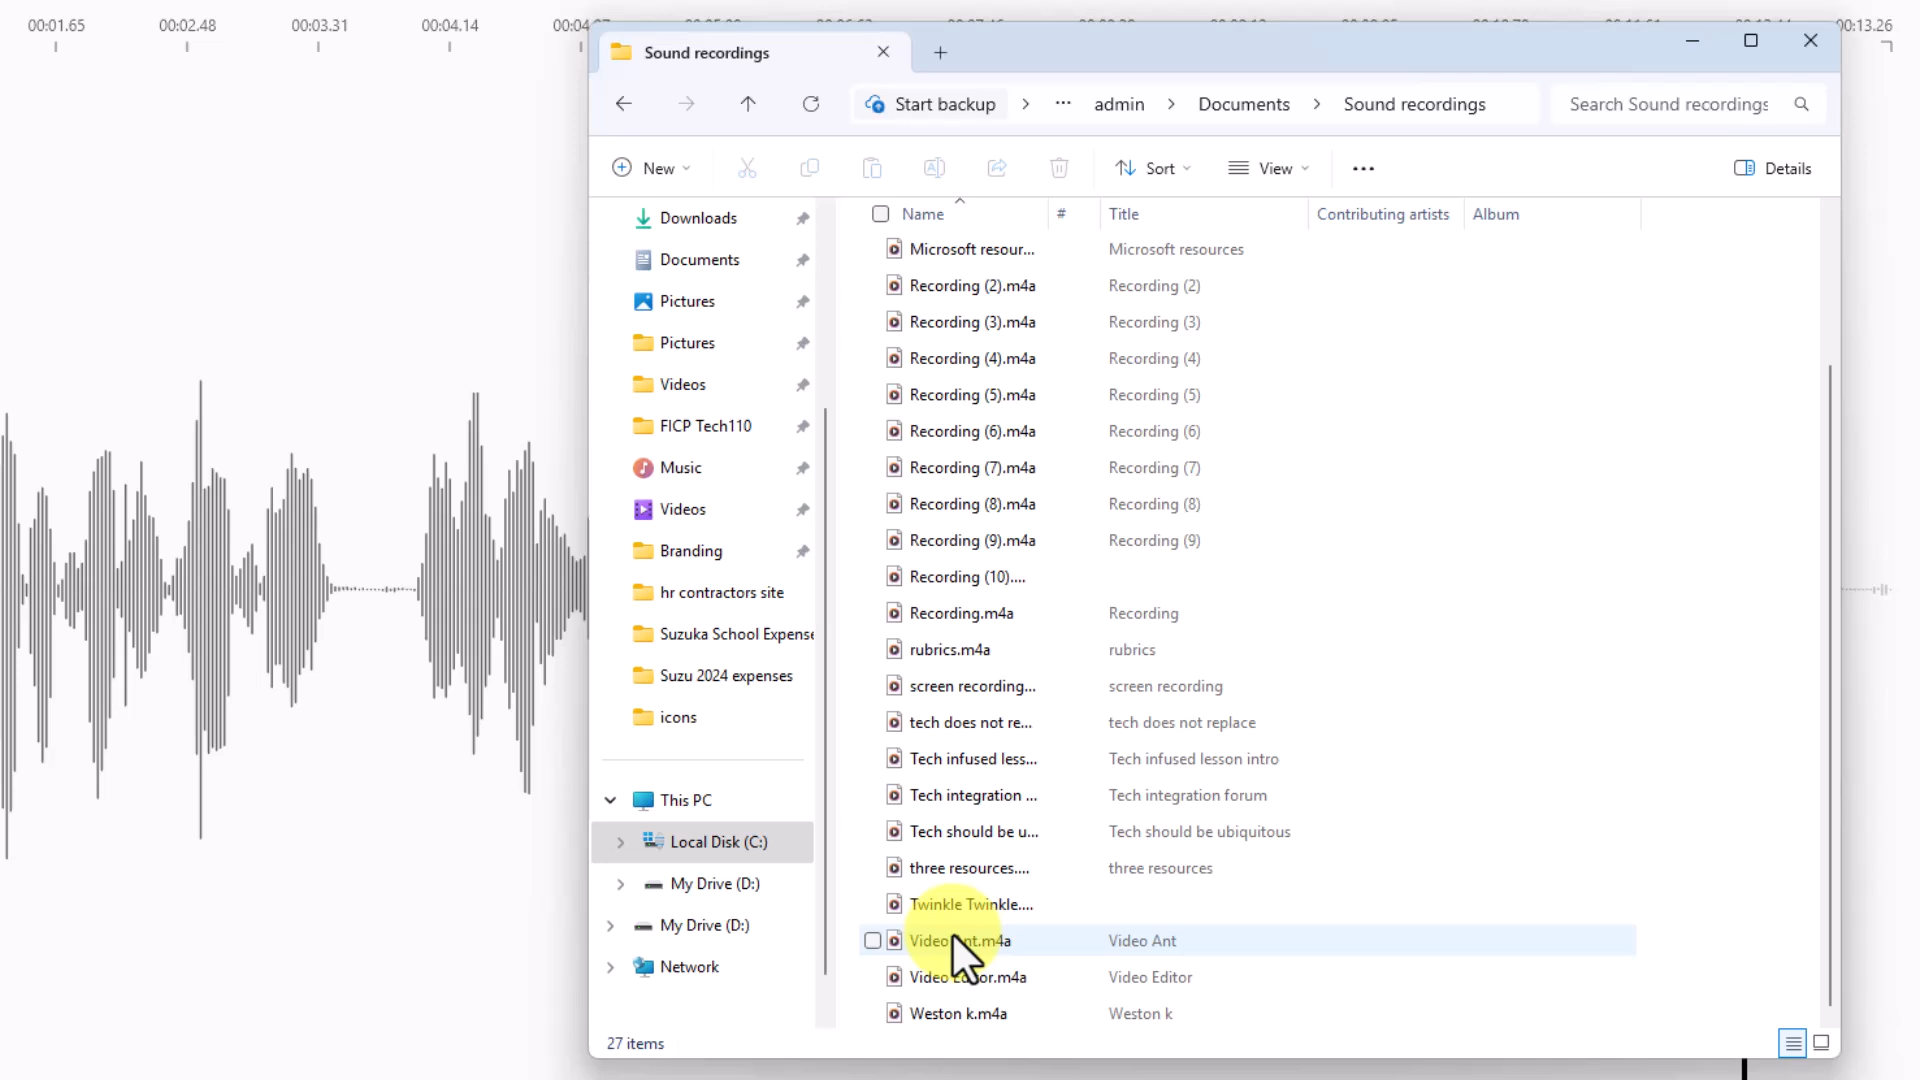 00:01.65 00:02.48 00:03.31 00:04.14 00:13.26
Sound recordings
Start backup ... admin Documents Sound recordings Search Sound recordings
New Sort View ... Details
Name # Title Contributing artists Album
Downloads
Documents
Pictures
Pictures
Videos
FICP Tech110
Music
Videos
Branding
hr contractors site
Suzuka School Expense
Suzu 2024 expenses
icons
This PC
Local Disk (C:)
My Drive (D:)
My Drive (D:)
Network
Microsoft resour... Microsoft resources
Recording (2).m4a Recording (2)
Recording (3).m4a Recording (3)
Recording (4).m4a Recording (4)
Recording (5).m4a Recording (5)
Recording (6).m4a Recording (6)
Recording (7).m4a Recording (7)
Recording (8).m4a Recording (8)
Recording (9).m4a Recording (9)
Recording (10)....
Recording.m4a Recording
rubrics.m4a rubrics
screen recording... screen recording
tech does not re... tech does not replace
Tech infused less... Tech infused lesson intro
Tech integration ... Tech integration forum
Tech should be u... Tech should be ubiquitous
three resources.... three resources
Twinkle Twinkle....
Video Ant.m4a Video Ant
Video Editor.m4a Video Editor
Weston k.m4a Weston k
27 items